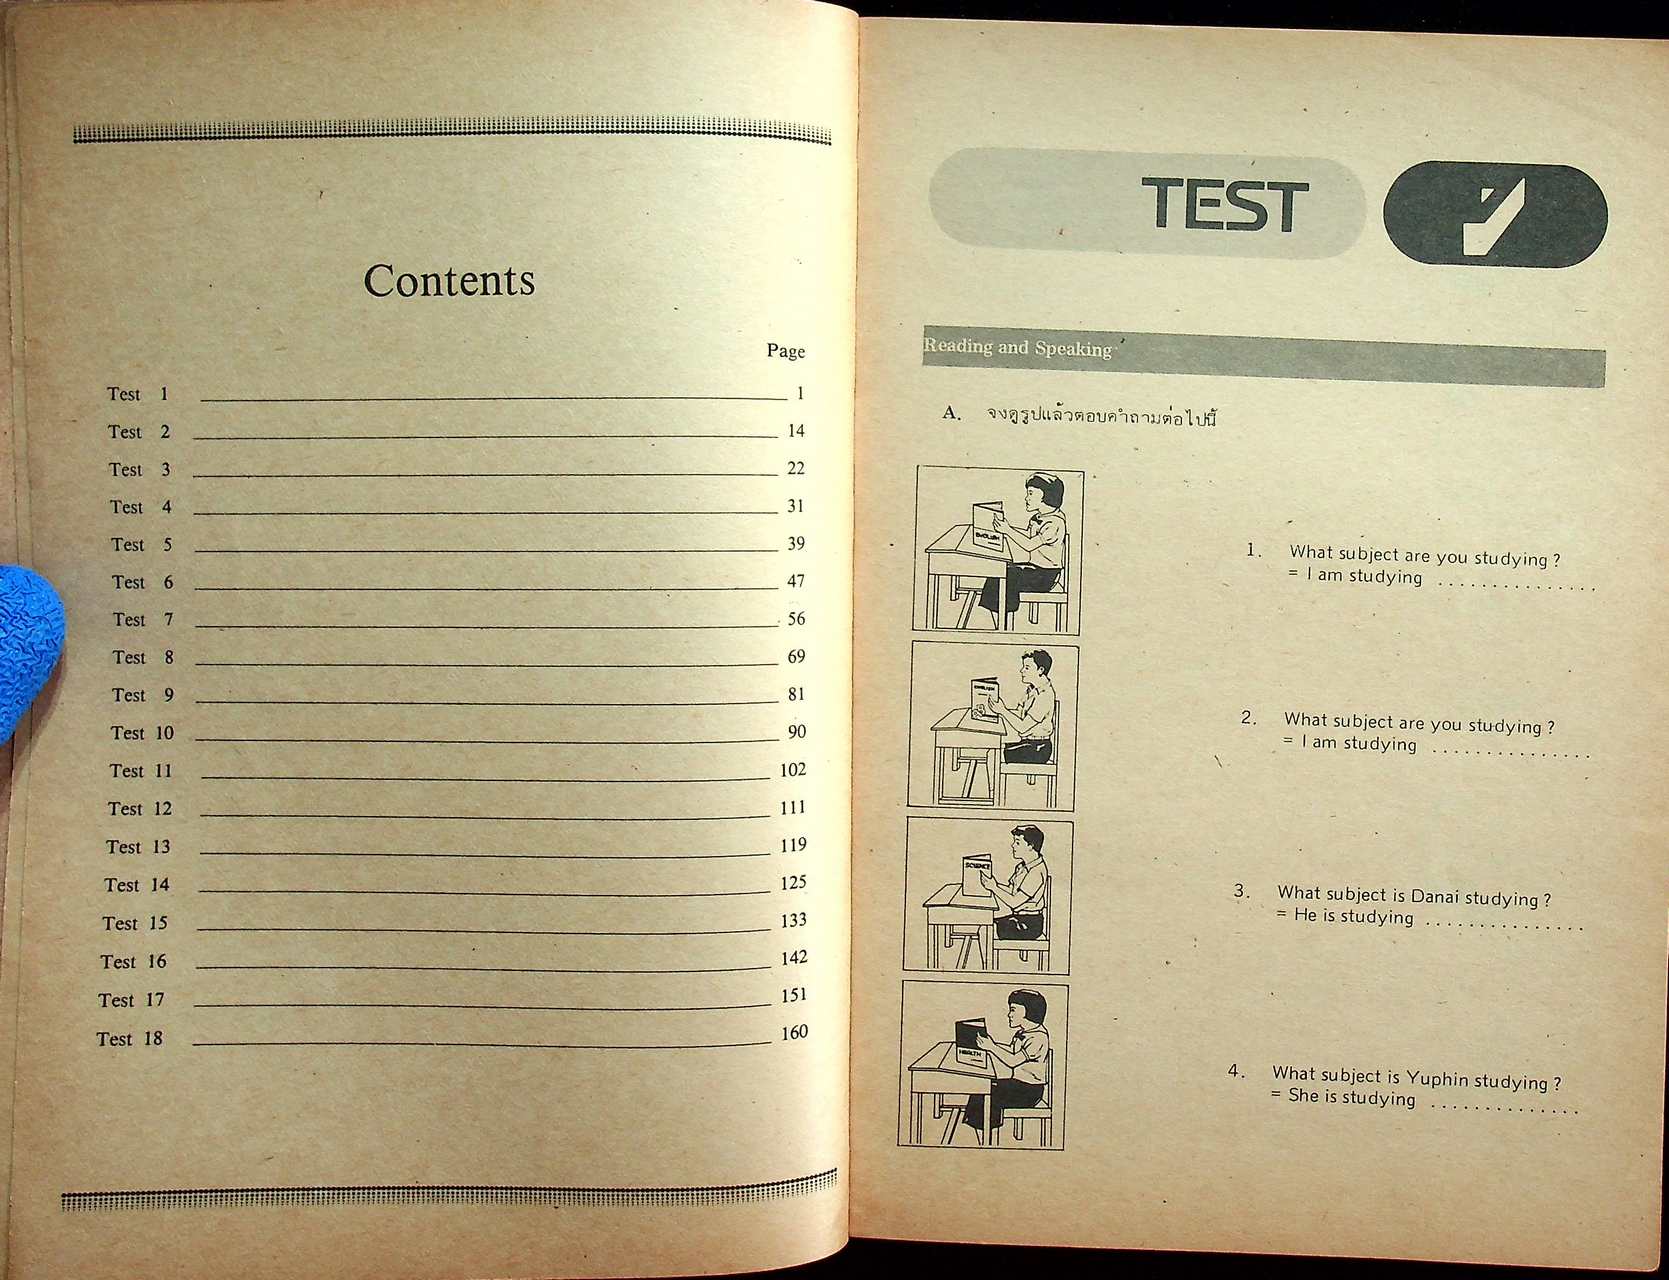 Contents
Page
Test 1 1
Test 2 14
Test 3 22
Test 4 31
Test 5 39
Test 6 47
Test 7 56
Test 8 69
Test 9 81
Test 10 90
Test 11 102
Test 12 111
Test 13 119
Test 14 125
Test 15 133
Test 16 142
Test 17 151
Test 18 160
TEST 1
Reading and Speaking
A. จงดูรูปแล้วตอบคำถามต่อไปนี้
ENGLISH
1. What subject are you studying ?
= I am studying ..............
ENGLISH
2. What subject are you studying ?
= I am studying ..............
SCIENCE
3. What subject is Danai studying ?
= He is studying ..............
HEALTH
4. What subject is Yuphin studying ?
= She is studying ..............